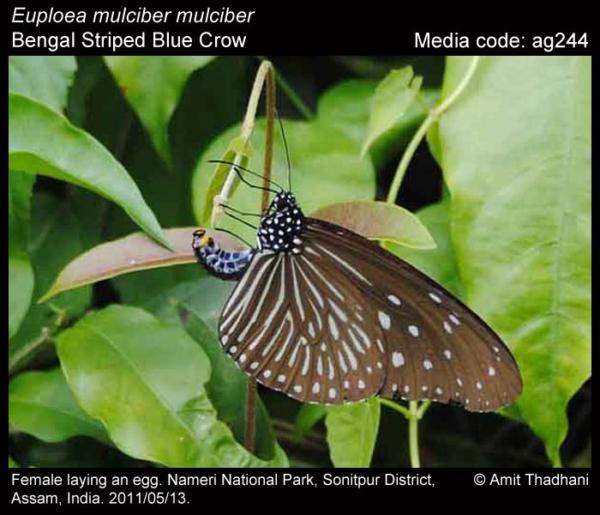 Euploea mulciber mulciber
Bengal Striped Blue Crow
Media code: ag244
Female laying an egg. Nameri National Park, Sonitpur District,
Assam, India. 2011/05/13.
© Amit Thadhani